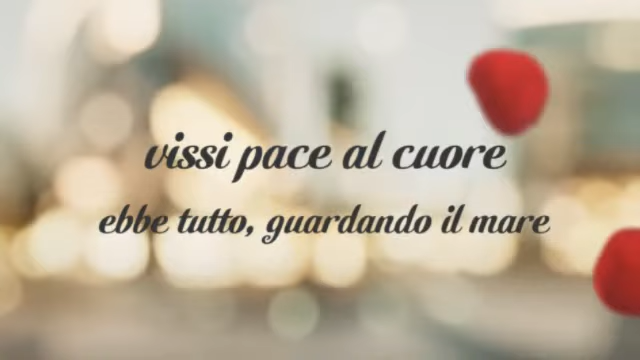 vissi pace al cuore
ebbe tutto, guardando il mare